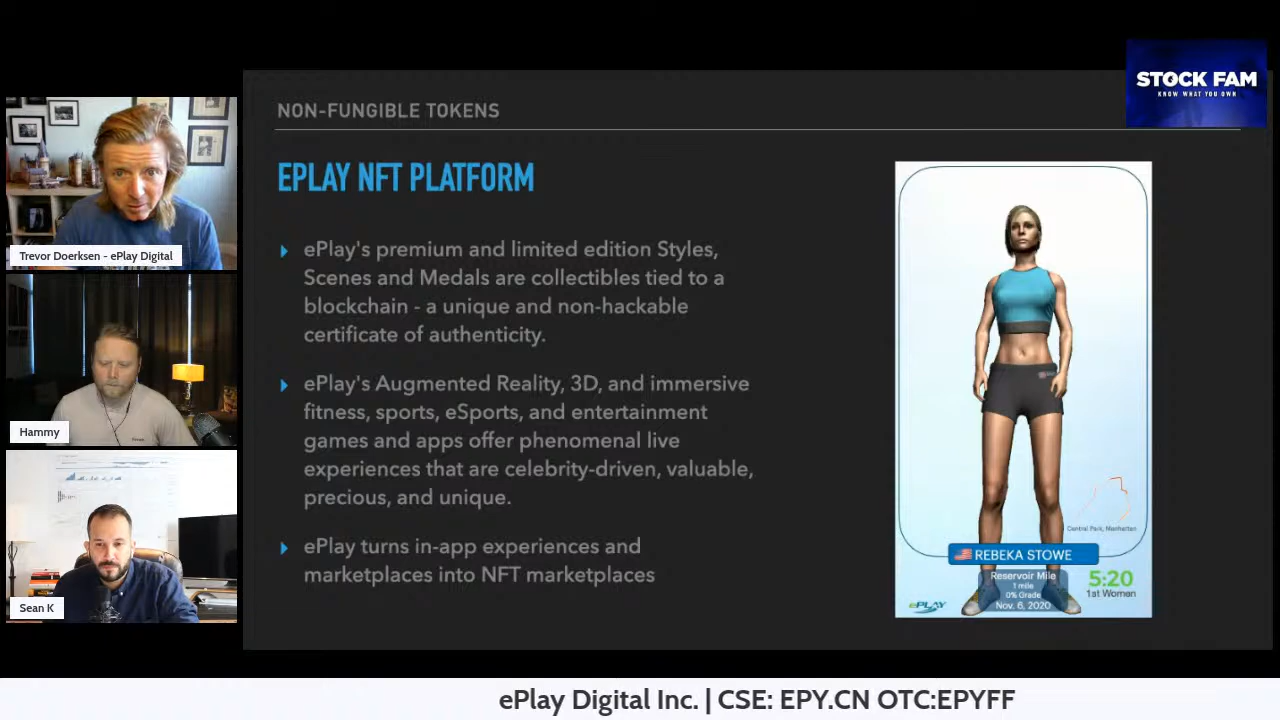 STOCK FAM
KNOW WHAT YOU OWN
NON-FUNGIBLE TOKENS
EPLAY NFT PLATFORM
ePlay's premium and limited edition Styles,
Scenes and Medals are collectibles tied to a
blockchain - a unique and non-hackable
certificate of authenticity.
ePlay's Augmented Reality, 3D, and immersive
fitness, sports, eSports, and entertainment
games and apps offer phenomenal live
experiences that are celebrity-driven, valuable,
precious, and unique.
ePlay turns in-app experiences and
marketplaces into NFT marketplaces
Central Park, Manhattan
REBEKA STOWE
Reservoir Mile
1 mile
0% Grade
Nov. 6, 2020
5:20
1st Women
ePLAY
Trevor Doerksen - ePlay Digital
Hammy
Sean K
ePlay Digital Inc. | CSE: EPY.CN OTC:EPYFF